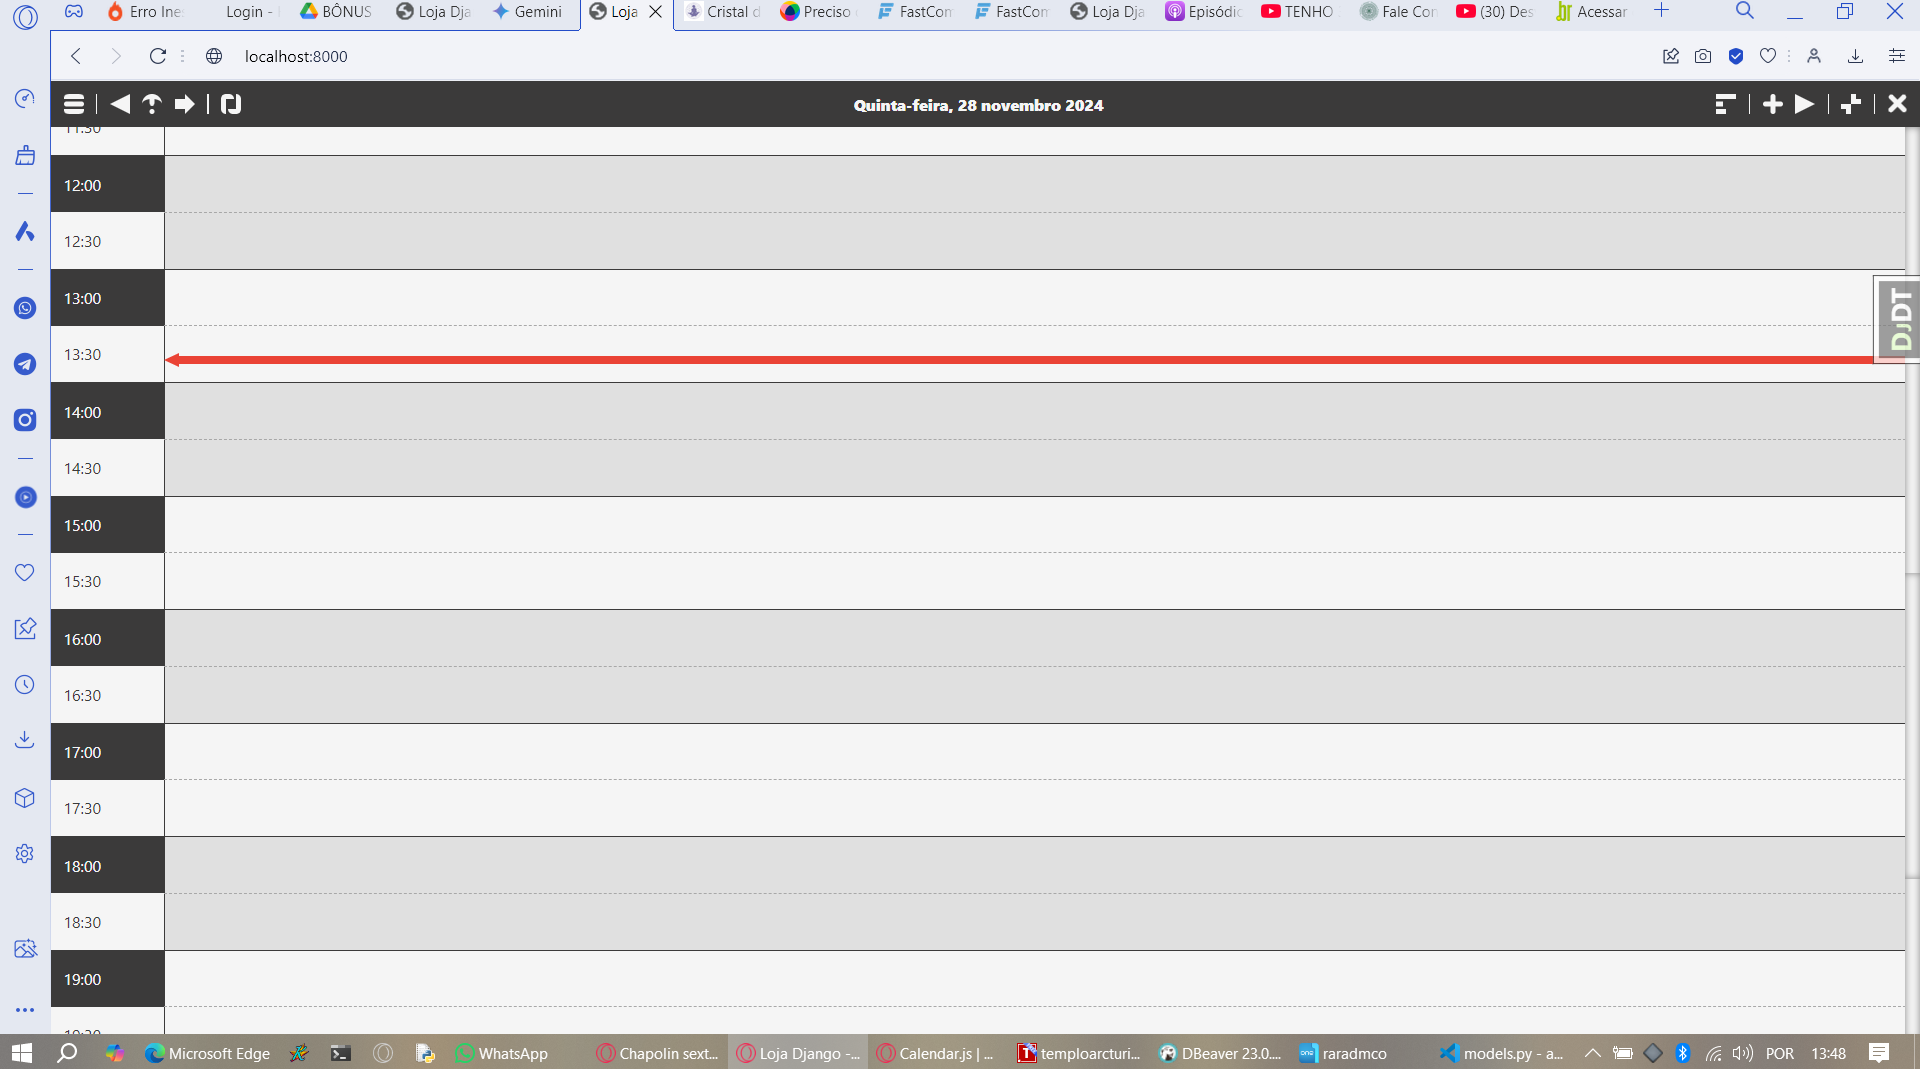 Erro Ine
Login -
BÔNUS
Loja Dja
Gemini
Loja
Cristal d
Preciso
FastCon
FastCon
Loja Dja
Episódi
TENHO
Fale Con
(30) Des
Acessar
localhost:8000
Quinta-feira, 28 novembro 2024
11:30
12:00
12:30
13:00
13:30
14:00
14:30
15:00
15:30
16:00
16:30
17:00
17:30
18:00
18:30
19:00
19:30
DjDT
Microsoft Edge
WhatsApp
Chapolin sext...
Loja Django -...
Calendar.js | ...
temploarcturi...
DBeaver 23.0....
one
raradmco
models.py - a...
POR
13:48